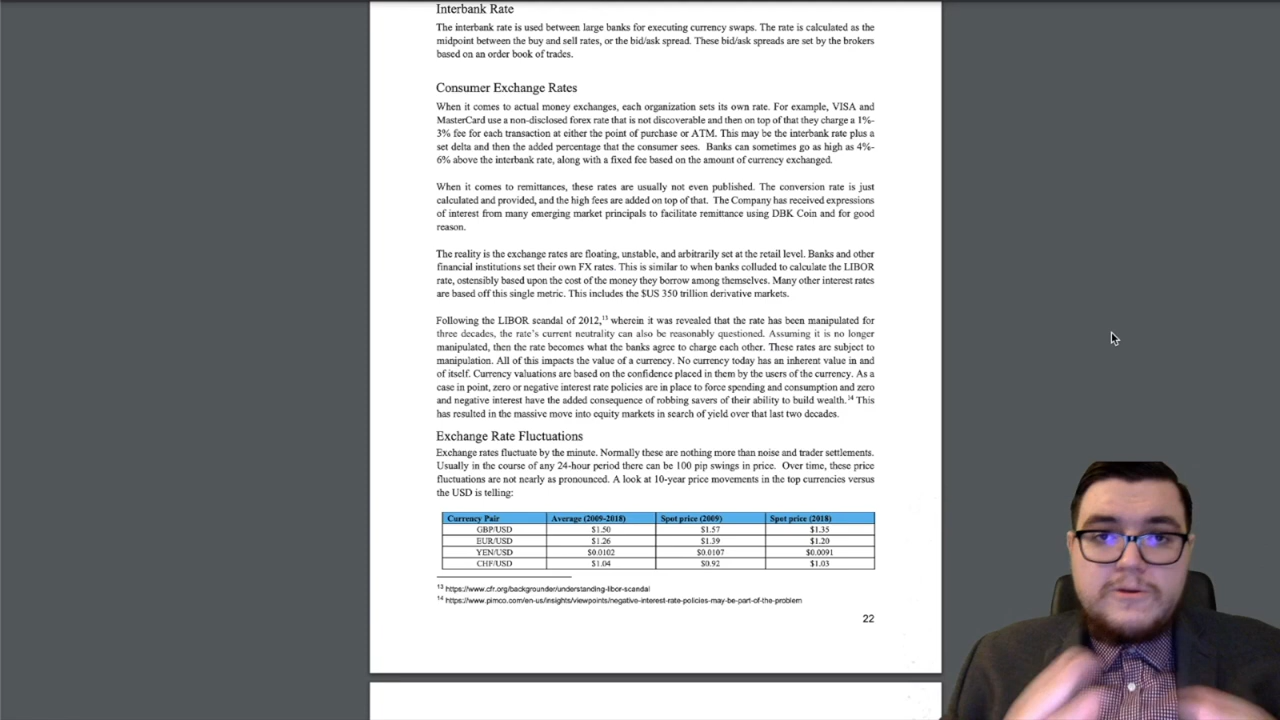 Interbank Rate
The interbank rate is used between large banks for executing currency swaps. The rate is calculated as the
midpoint between the buy and sell rates, or the bid/ask spread. These bid/ask spreads are set by the brokers
based on an order book of trades.
Consumer Exchange Rates
When it comes to actual money exchanges, each organization sets its own rate. For example, VISA and
MasterCard use a non-disclosed forex rate that is not discoverable and then on top of that they charge a 1%-
3% fee for each transaction at either the point of purchase or ATM. This may be the interbank rate plus a
set delta and then the added percentage that the consumer sees. Banks can sometimes go as high as 4%-
6% above the interbank rate, along with a fixed fee based on the amount of currency exchanged.
When it comes to remittances, these rates are usually not even published. The conversion rate is just
calculated and provided, and the high fees are added on top of that. The Company has received expressions
of interest from many emerging market principals to facilitate remittance using DBK Coin and for good
reason.
The reality is the exchange rates are floating, unstable, and arbitrarily set at the retail level. Banks and other
financial institutions set their own FX rates. This is similar to when banks colluded to calculate the LIBOR
rate, ostensibly based upon the cost of the money they borrow among themselves. Many other interest rates
are based off this single metric. This includes the $US 350 trillion derivative markets.
Following the LIBOR scandal of 2012,13 wherein it was revealed that the rate has been manipulated for
three decades, the rate's current neutrality can also be reasonably questioned. Assuming it is no longer
manipulated, then the rate becomes what the banks agree to charge each other. These rates are subject to
manipulation. All of this impacts the value of a currency. No currency today has an inherent value in and
of itself. Currency valuations are based on the confidence placed in them by the users of the currency. As a
case in point, zero or negative interest rate policies are in place to force spending and consumption and zero
and negative interest have the added consequence of robbing savers of their ability to build wealth.14 This
has resulted in the massive move into equity markets in search of yield over that last two decades.
Exchange Rate Fluctuations
Exchange rates fluctuate by the minute. Normally these are nothing more than noise and trader settlements.
Usually in the course of any 24-hour period there can be 100 pip swings in price. Over time, these price
fluctuations are not nearly as pronounced. A look at 10-year price movements in the top currencies versus
the USD is telling:
Currency Pair Average (2009-2018) Spot price (2009) Spot price (2018)
GBP/USD $1.50 $1.57 $1.35
EUR/USD $1.26 $1.39 $1.20
YEN/USD $0.0102 $0.0107 $0.0091
CHF/USD $1.04 $0.92 $1.03
13 https://www.cfr.org/backgrounder/understanding-libor-scandal
14 https://www.pimco.com/en-us/insights/viewpoints/negative-interest-rate-policies-may-be-part-of-the-problem
22